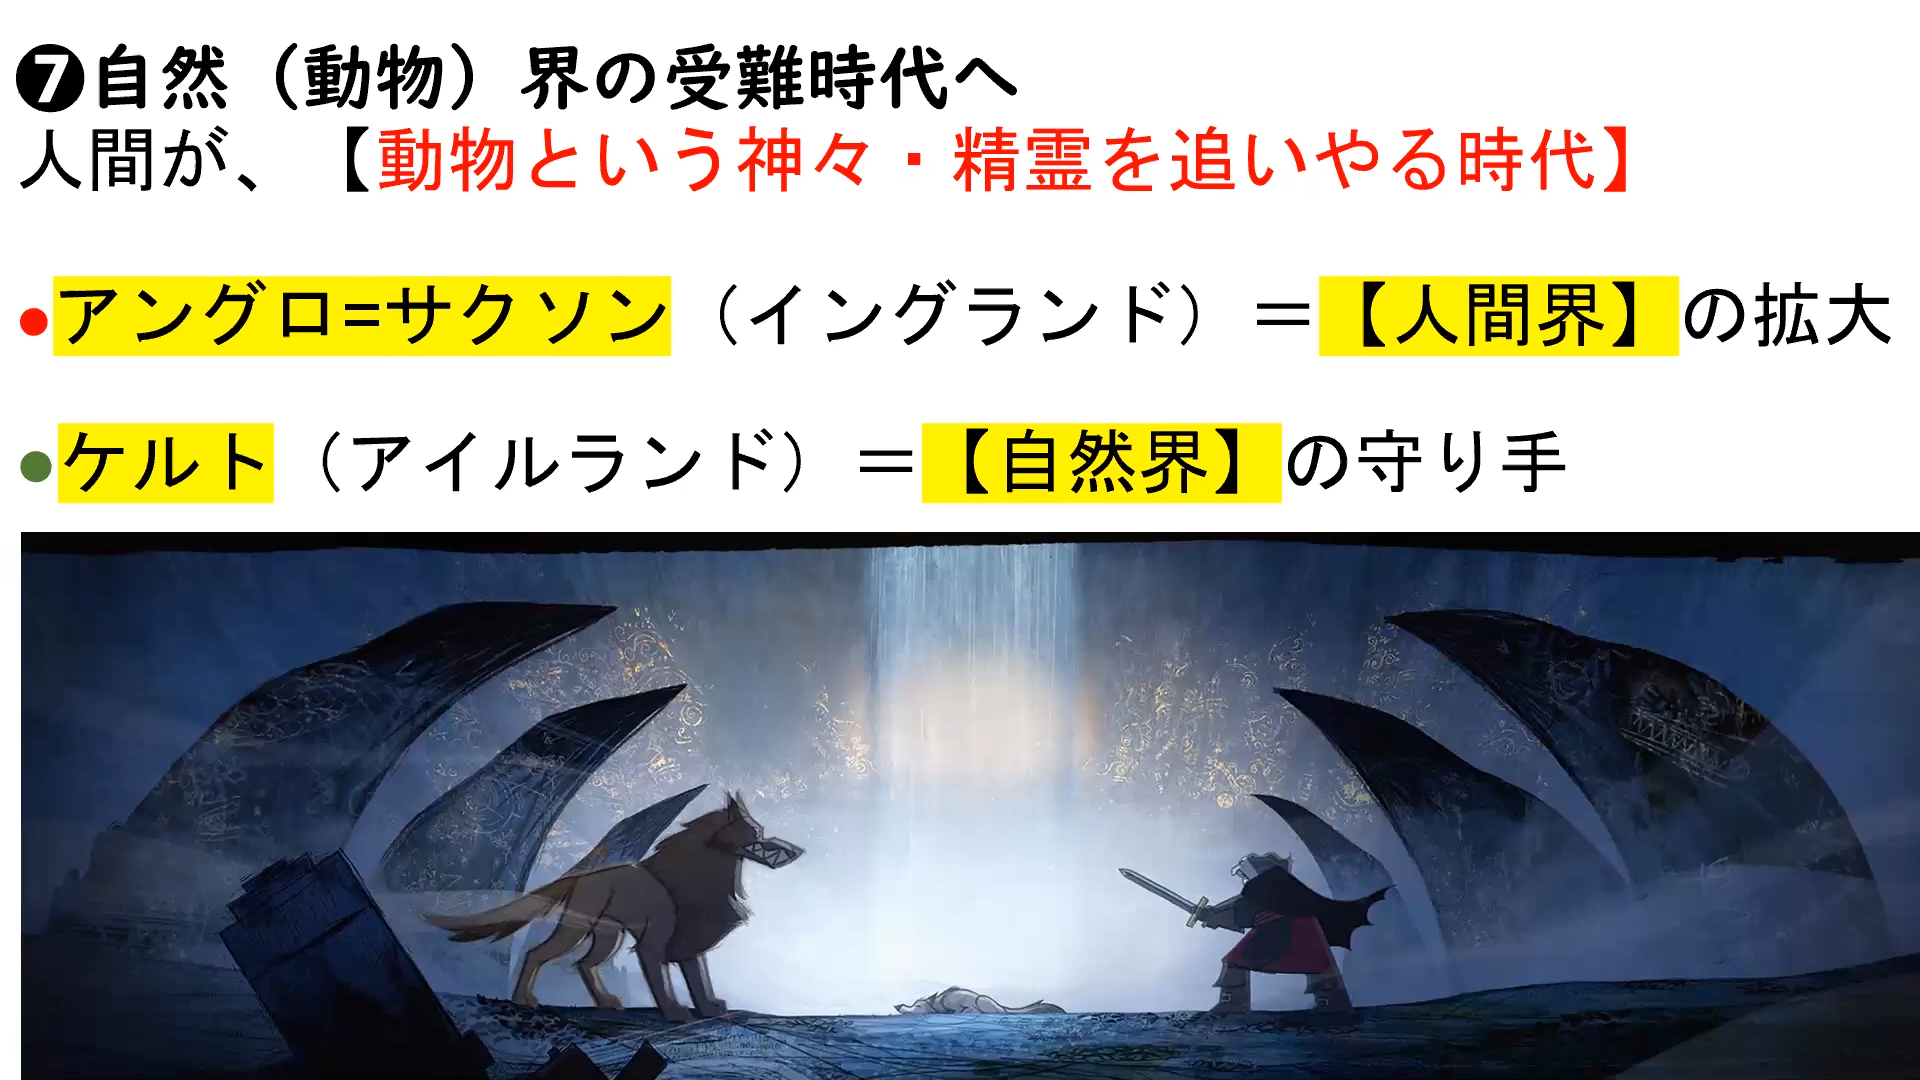 ❼自然（動物）界の受難時代へ
人間が、【動物という神々・精霊を追いやる時代】
●アングロ=サクソン（イングランド）＝【人間界】の拡大
●ケルト（アイルランド）＝【自然界】の守り手